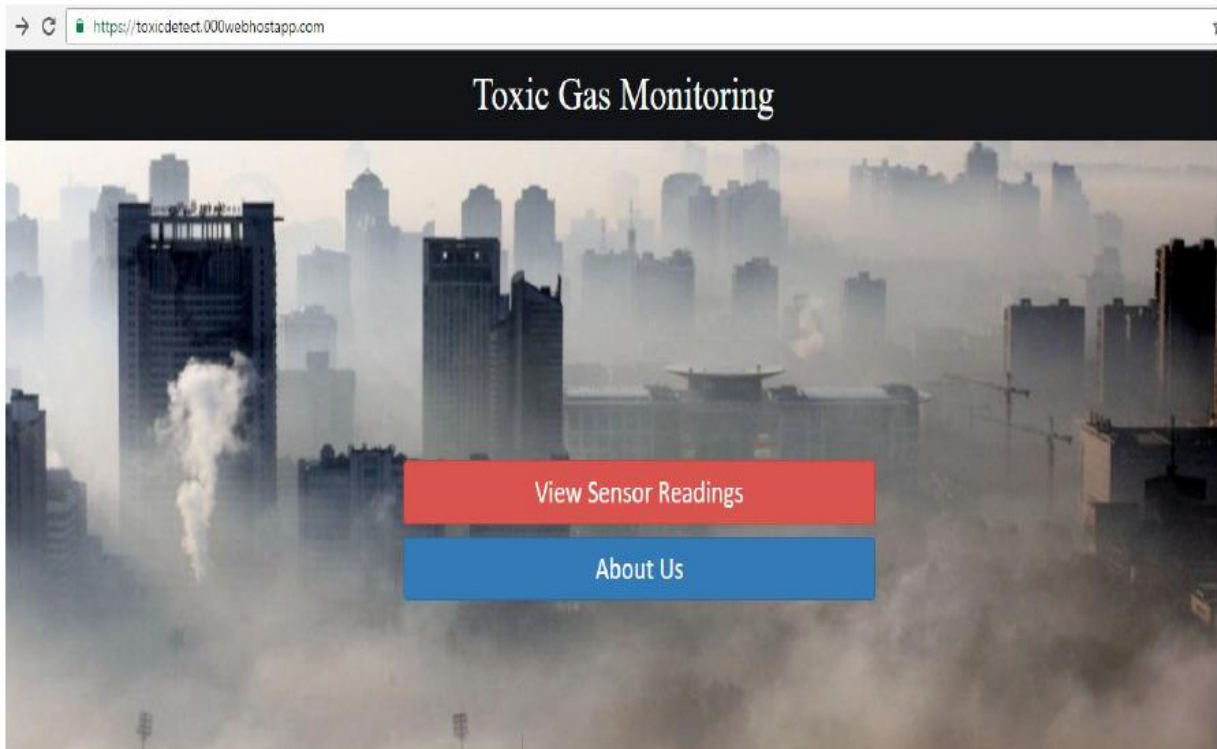 https://toxicdetect.000webhostapp.com
Toxic Gas Monitoring
View Sensor Readings
About Us